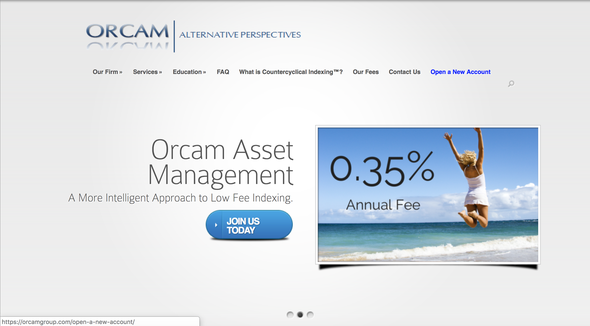 ORCAM
ALTERNATIVE PERSPECTIVES
Our Firm » Services » Education » FAQ What is Countercyclical Indexing™? Our Fees Contact Us Open a New Account
Orcam Asset
Management
A More Intelligent Approach to Low Fee Indexing.
JOIN US
TODAY
0.35%
Annual Fee
https://orcamgroup.com/open-a-new-account/